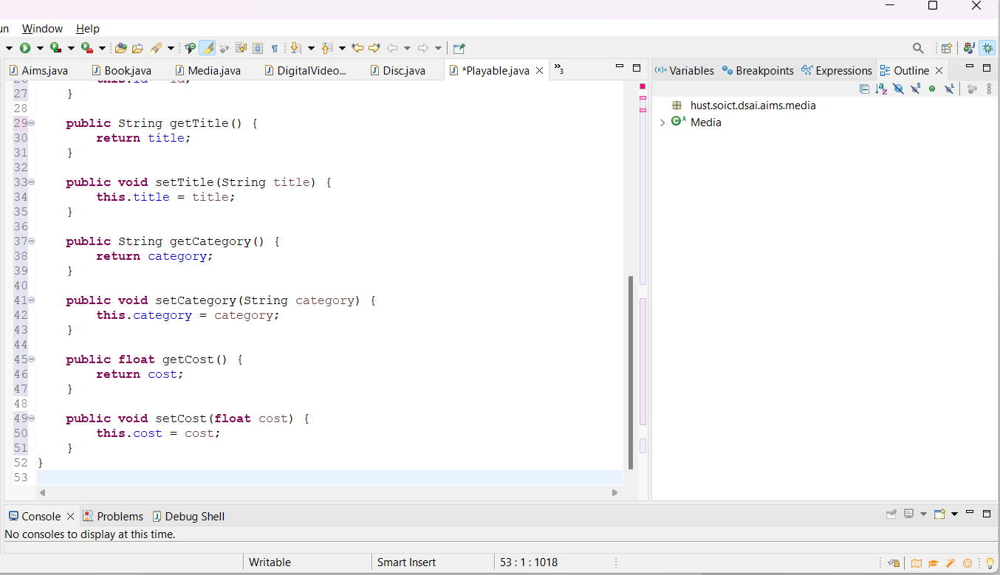 un Window Help
Aims.java Book.java Media.java DigitalVideo... Disc.java *Playable.java »3
(x)= Variables Breakpoints Expressions Outline
hust.soict.dsai.aims.media
Media
27 }
28
29 public String getTitle() {
30 return title;
31 }
32
33 public void setTitle(String title) {
34 this.title = title;
35 }
36
37 public String getCategory() {
38 return category;
39 }
40
41 public void setCategory(String category) {
42 this.category = category;
43 }
44
45 public float getCost() {
46 return cost;
47 }
48
49 public void setCost(float cost) {
50 this.cost = cost;
51 }
52 }
53
Console Problems Debug Shell
No consoles to display at this time.
Writable Smart Insert 53 : 1 : 1018